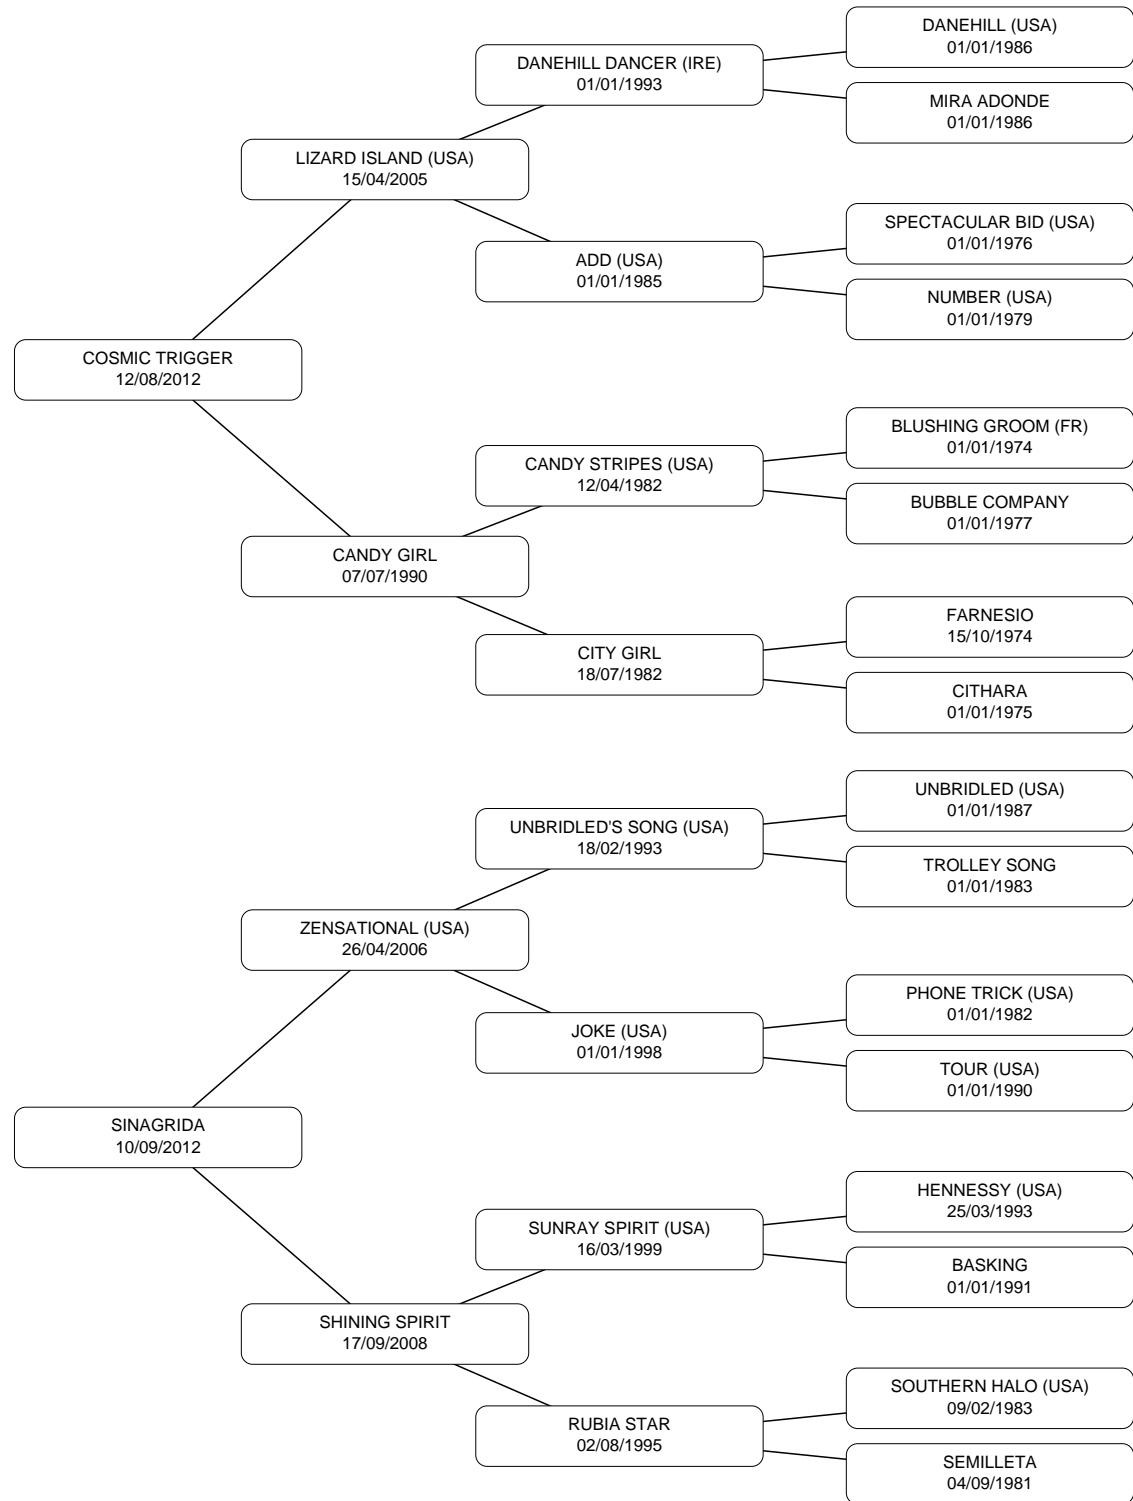 DANEHILL (USA)
01/01/1986
DANEHILL DANCER (IRE)
01/01/1993
MIRA ADONDE
01/01/1986
LIZARD ISLAND (USA)
15/04/2005
SPECTACULAR BID (USA)
01/01/1976
ADD (USA)
01/01/1985
NUMBER (USA)
01/01/1979
COSMIC TRIGGER
12/08/2012
BLUSHING GROOM (FR)
01/01/1974
CANDY STRIPES (USA)
12/04/1982
BUBBLE COMPANY
01/01/1977
CANDY GIRL
07/07/1990
FARNESIO
15/10/1974
CITY GIRL
18/07/1982
CITHARA
01/01/1975
UNBRIDLED (USA)
01/01/1987
UNBRIDLED'S SONG (USA)
18/02/1993
TROLLEY SONG
01/01/1983
ZENSATIONAL (USA)
26/04/2006
PHONE TRICK (USA)
01/01/1982
JOKE (USA)
01/01/1998
TOUR (USA)
01/01/1990
SINAGRIDA
10/09/2012
HENNESSY (USA)
25/03/1993
SUNRAY SPIRIT (USA)
16/03/1999
BASKING
01/01/1991
SHINING SPIRIT
17/09/2008
SOUTHERN HALO (USA)
09/02/1983
RUBIA STAR
02/08/1995
SEMILLETA
04/09/1981